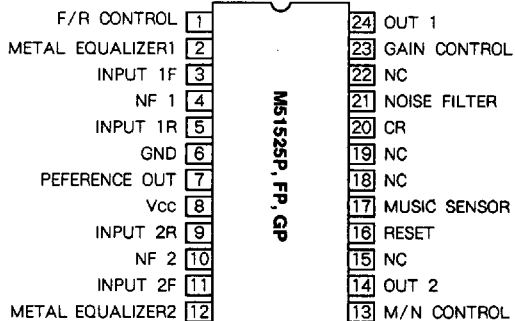 F/R CONTROL 1
METAL EQUALIZER1 2
INPUT 1F 3
NF 1 4
INPUT 1R 5
GND 6
PEFERENCE OUT 7
Vcc 8
INPUT 2R 9
NF 2 10
INPUT 2F 11
METAL EQUALIZER2 12
M51525P, FP, GP
24 OUT 1
23 GAIN CONTROL
22 NC
21 NOISE FILTER
20 CR
19 NC
18 NC
17 MUSIC SENSOR
16 RESET
15 NC
14 OUT 2
13 M/N CONTROL